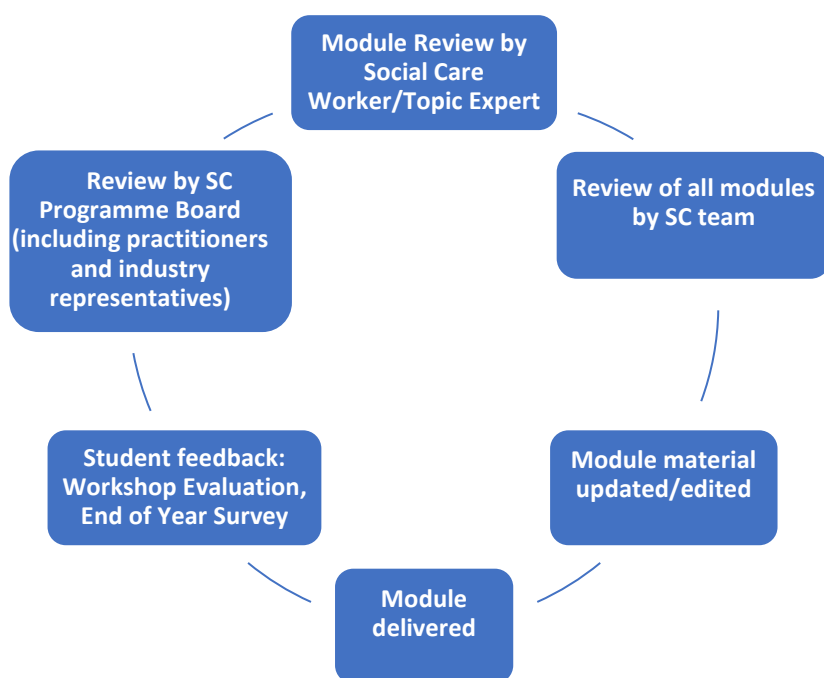 Module Review by
Social Care
Worker/Topic Expert
Review of all modules
by SC team
Module material
updated/edited
Module
delivered
Student feedback:
Workshop Evaluation,
End of Year Survey
Review by SC
Programme Board
(including practitioners
and industry
representatives)